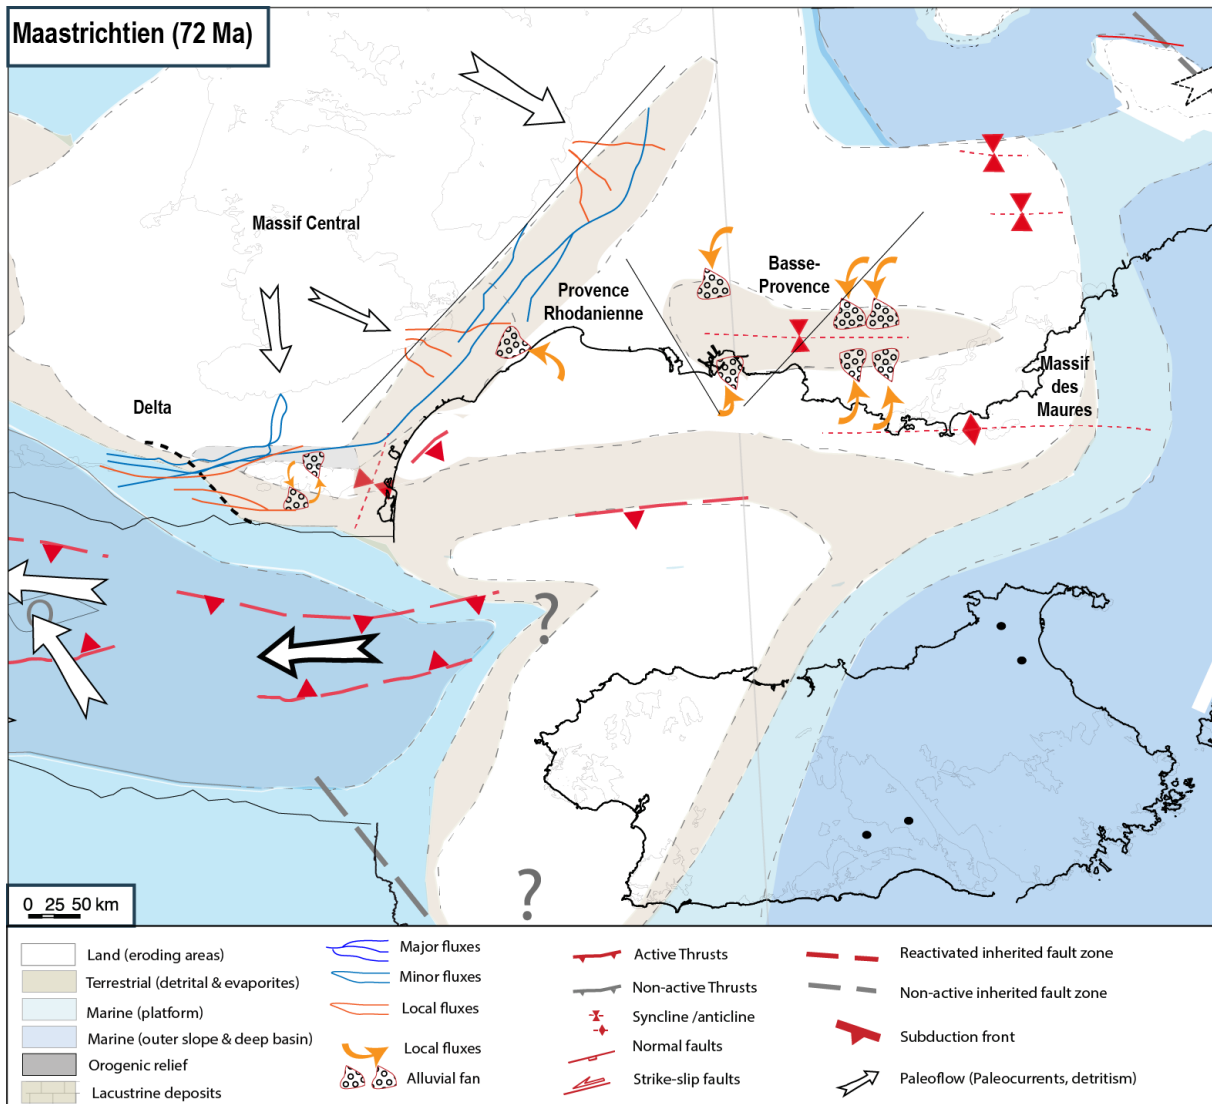 Maastrichtien (72 Ma)
Massif Central
Provence
Rhodanienne
Basse-
Provence
Massif
des
Maures
Delta
?
?
0 25 50 km
Land (eroding areas)
Terrestrial (detrital & evaporites)
Marine (platform)
Marine (outer slope & deep basin)
Orogenic relief
Lacustrine deposits
Major fluxes
Minor fluxes
Local fluxes
Local fluxes
Alluvial fan
Active Thrusts
Non-active Thrusts
Syncline /anticline
Normal faults
Strike-slip faults
Reactivated inherited fault zone
Non-active inherited fault zone
Subduction front
Paleoflow (Paleocurrents, detritism)